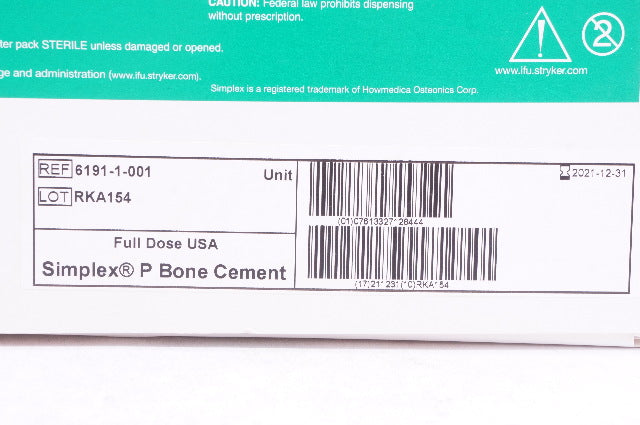 CAUTION: Federal law prohibits dispensing
without prescription.
ter pack STERILE unless damaged or opened.
ge and administration (www.ifu.stryker.com).
Simplex is a registered trademark of Howmedica Osteonics Corp.
www.ifu.stryker.com
2
REF 6191-1-001
Unit
LOT RKA154
Full Dose USA
Simplex® P Bone Cement
(01)07613327128444
(17)211231(10)RKA154
2021-12-31